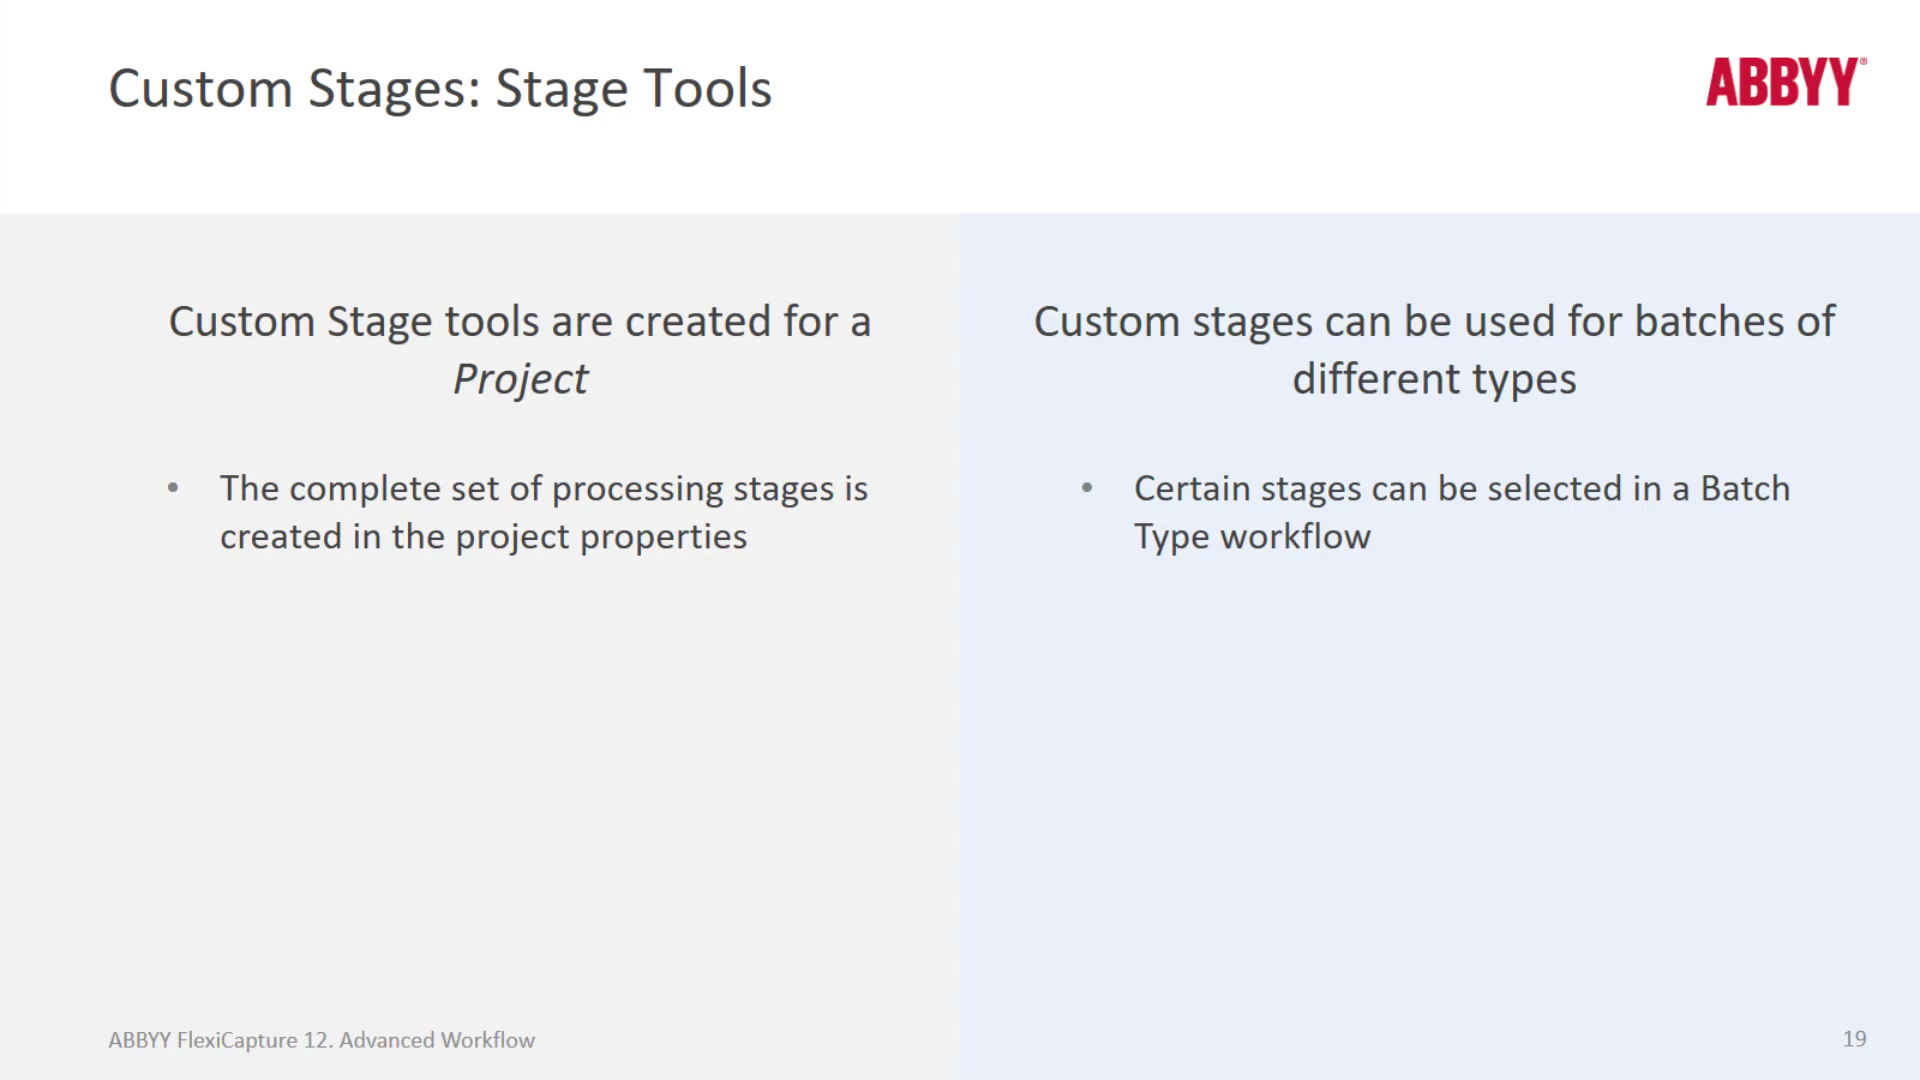 Custom Stages: Stage Tools
ABBYY®
Custom Stage tools are created for a
Project
• The complete set of processing stages is
created in the project properties
Custom stages can be used for batches of
different types
• Certain stages can be selected in a Batch
Type workflow
ABBYY FlexiCapture 12. Advanced Workflow
19